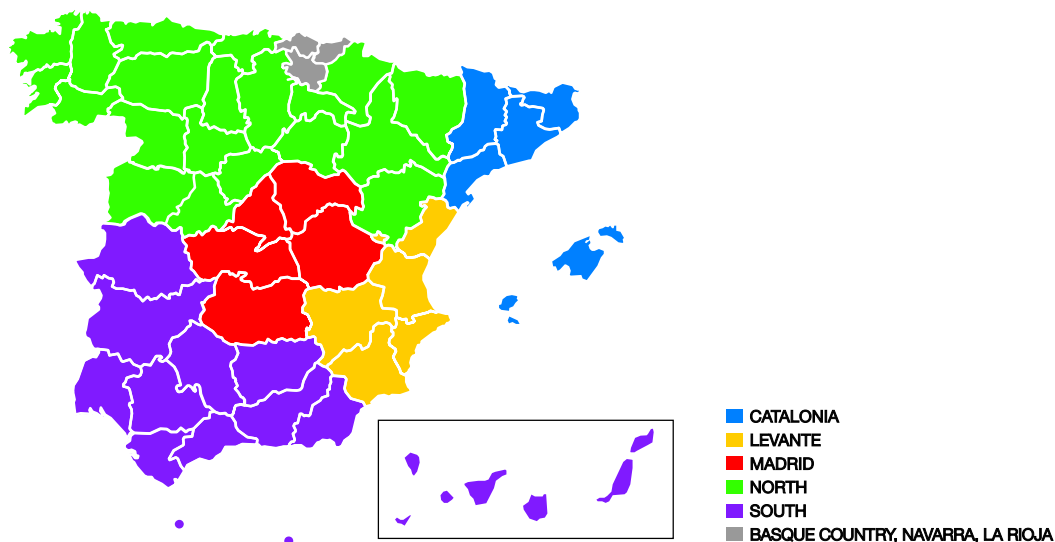 CATALONIA
LEVANTE
MADRID
NORTH
SOUTH
BASQUE COUNTRY, NAVARRA, LA RIOJA